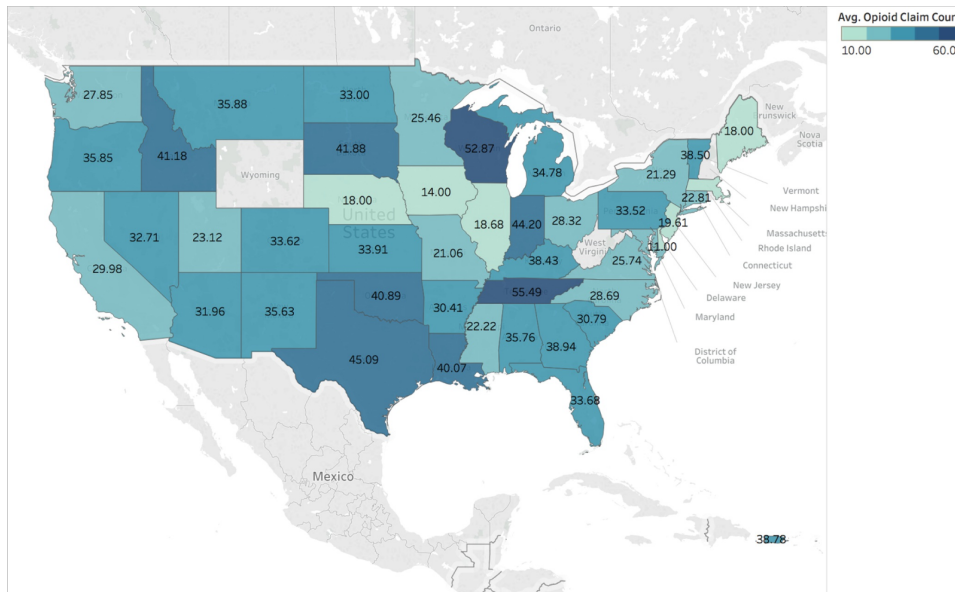 Avg. Opioid Claim Coun
10.00 60.0
Ontario
New
Brunswick
Nova
Scotia
27.85
35.88
33.00
25.46
18.00
35.85
41.18
41.88
52.87
34.78
21.29
38.50
Wyoming
Vermont
18.00
14.00
22.81
New Hampshi
33.52
19.61
Massachusetts
United
States
18.68
44.20
28.32
Rhode Island
32.71
23.12
33.62
33.91
21.06
West
Virgini
11.00
Connecticut
29.98
38.43
25.74
New Jersey
Delaware
55.49
28.69
Maryland
31.96
35.63
40.89
30.41
22.22
35.76
38.94
30.79
District of
Columbia
45.09
40.07
33.68
Mexico
38.78